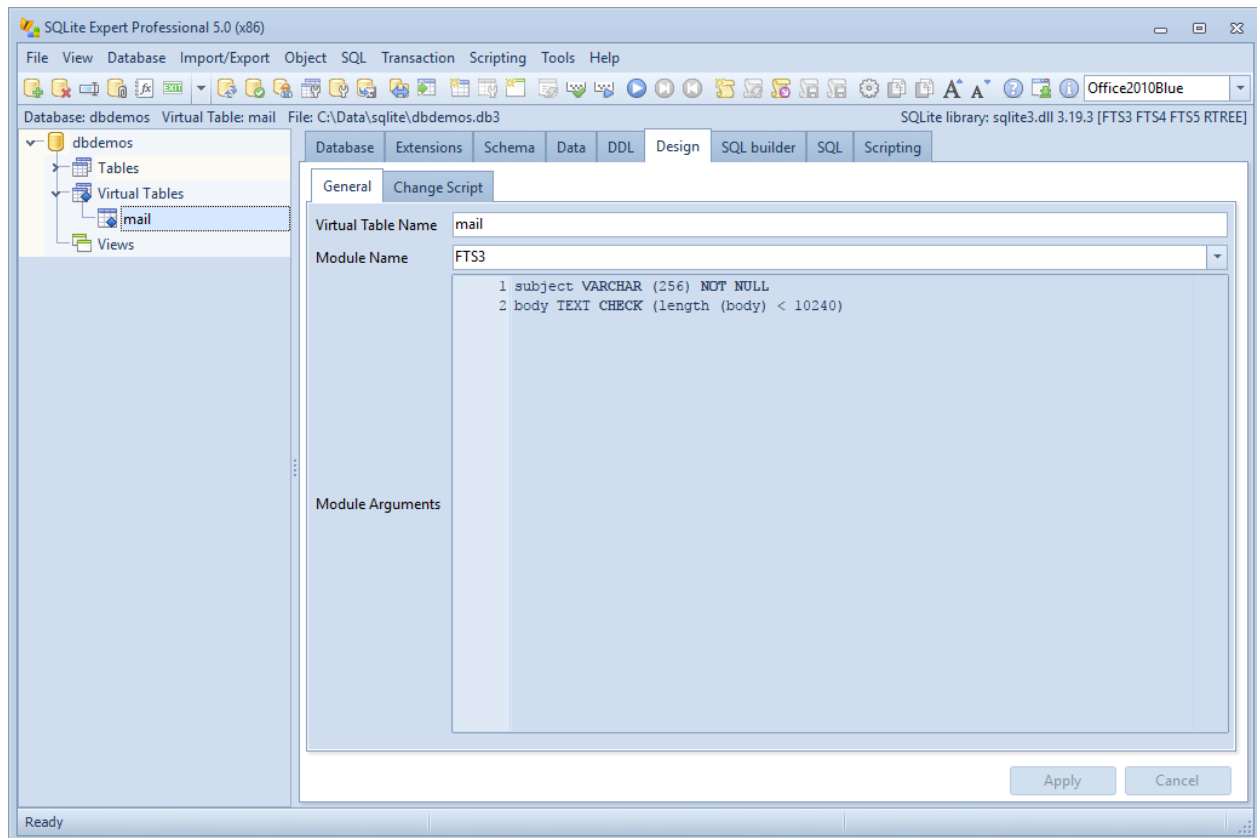 SQLite Expert Professional 5.0 (x86)
File View Database Import/Export Object SQL Transaction Scripting Tools Help
Office2010Blue
Database: dbdemos Virtual Table: mail File: C:\Data\sqlite\dbdemos.db3 SQLite library: sqlite3.dll 3.19.3 [FTS3 FTS4 FTS5 RTREE]
dbdemos
Tables
Virtual Tables
mail
Views
Database Extensions Schema Data DDL Design SQL builder SQL Scripting
General Change Script
Virtual Table Name mail
Module Name FTS3
1 subject VARCHAR (256) NOT NULL
2 body TEXT CHECK (length (body) < 10240)
Module Arguments
Apply Cancel
Ready